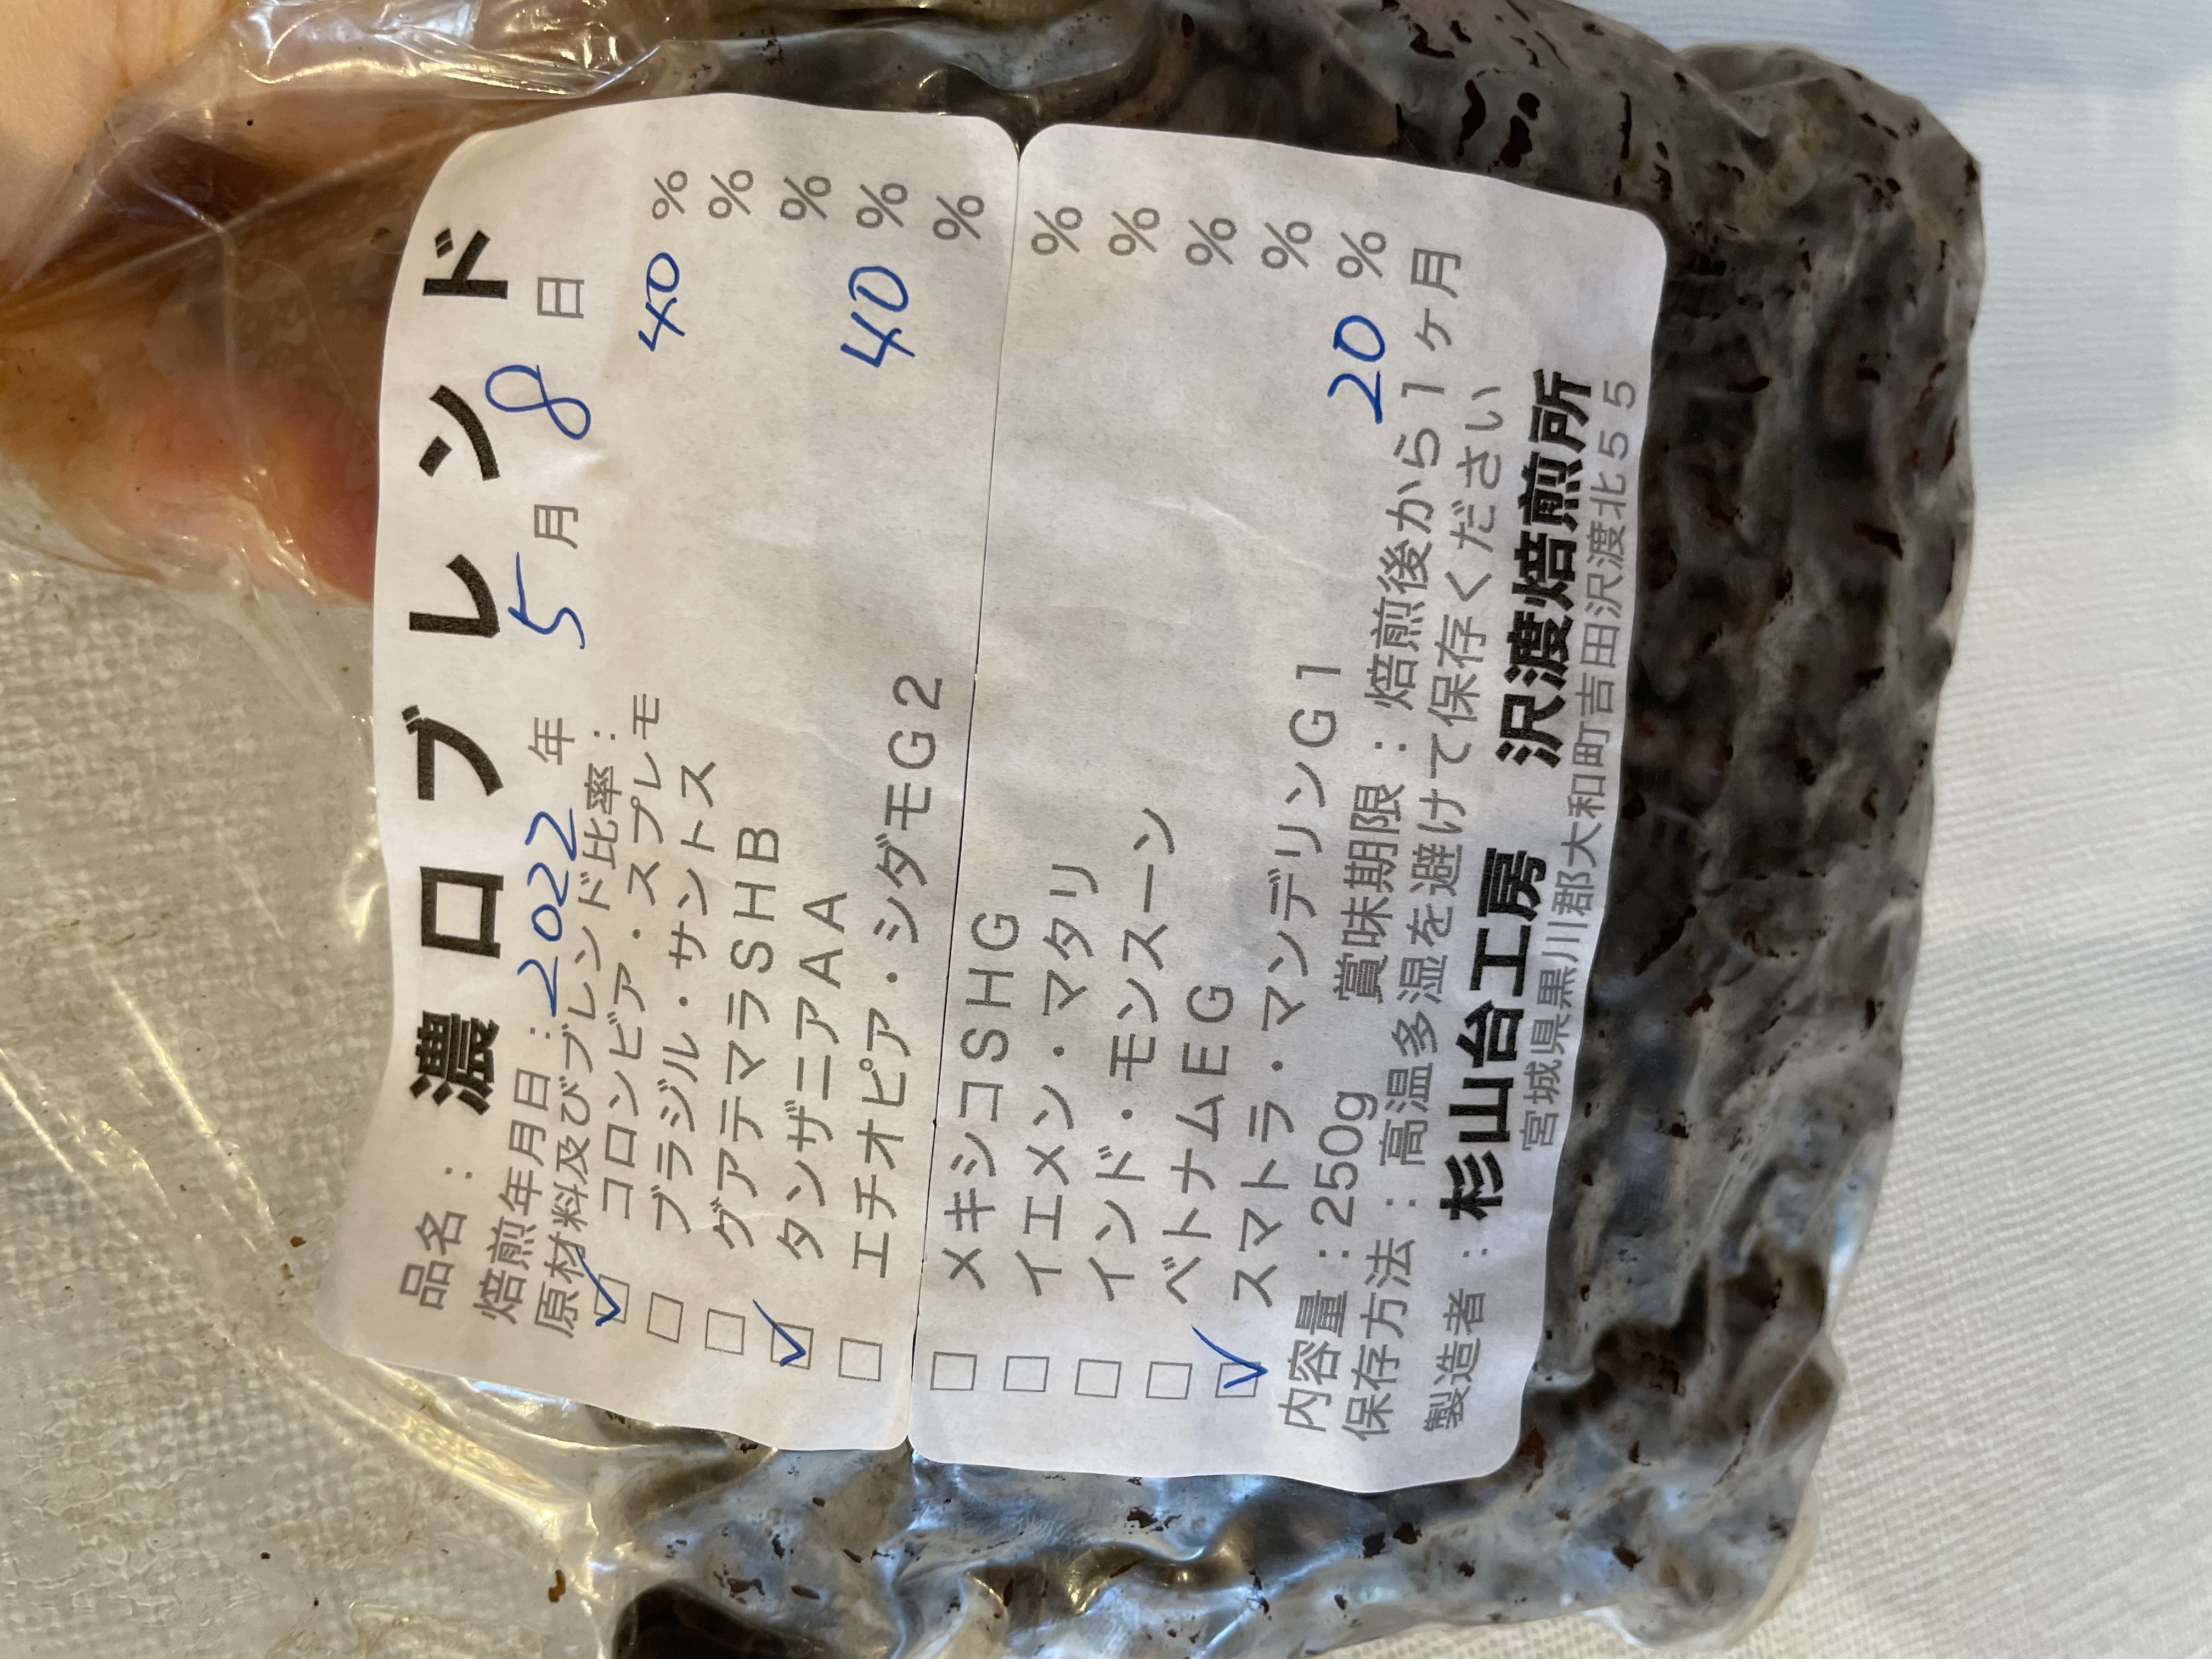 品名： 濃 ロ ブ レ ン ド
焙煎年月日：2022 年 5 月 8 日
原材料及びブレンド比率：
☑ コロンビア・スプレモ 40 %
□ ブラジル・サントス %
□ グアテマラＳＨＢ %
☑ タンザニアＡＡ 40 %
□ エチオピア・シダモＧ２ %
□ メキシコＳＨＧ %
□ イエメン・マタリ %
□ インド・モンスーン %
□ ベトナムＥＧ %
☑ スマトラ・マンデリンＧ１ 20 %
内容量：250g 賞味期限：焙煎後から１ヶ月
保存方法：高温多湿を避けて保存ください
製造者：杉山台工房 沢渡焙煎所
宮城県黒川郡大和町吉田沢渡北５５